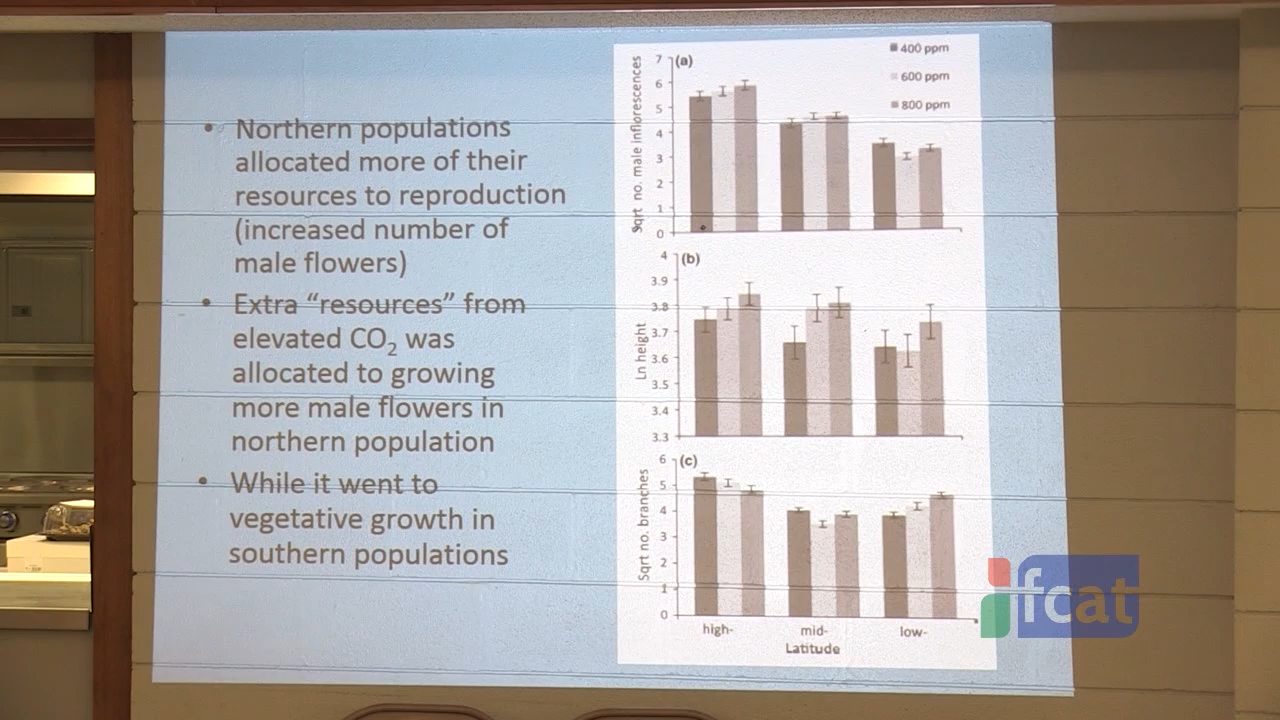 • Northern populations
allocated more of their
resources to reproduction
(increased number of
male flowers)
• Extra “resources” from
elevated CO₂ was
allocated to growing
more male flowers in
northern population
• While it went to
vegetative growth in
southern populations
(a)
400 ppm
600 ppm
800 ppm
Sqrt no. male inflorescences
7
6
5
4
3
2
1
0
(b)
Ln height
4
3.9
3.8
3.7
3.6
3.5
3.4
3.3
(c)
Sqrt no. branches
6
5
4
3
2
1
0
high- mid- low-
Latitude
fcat